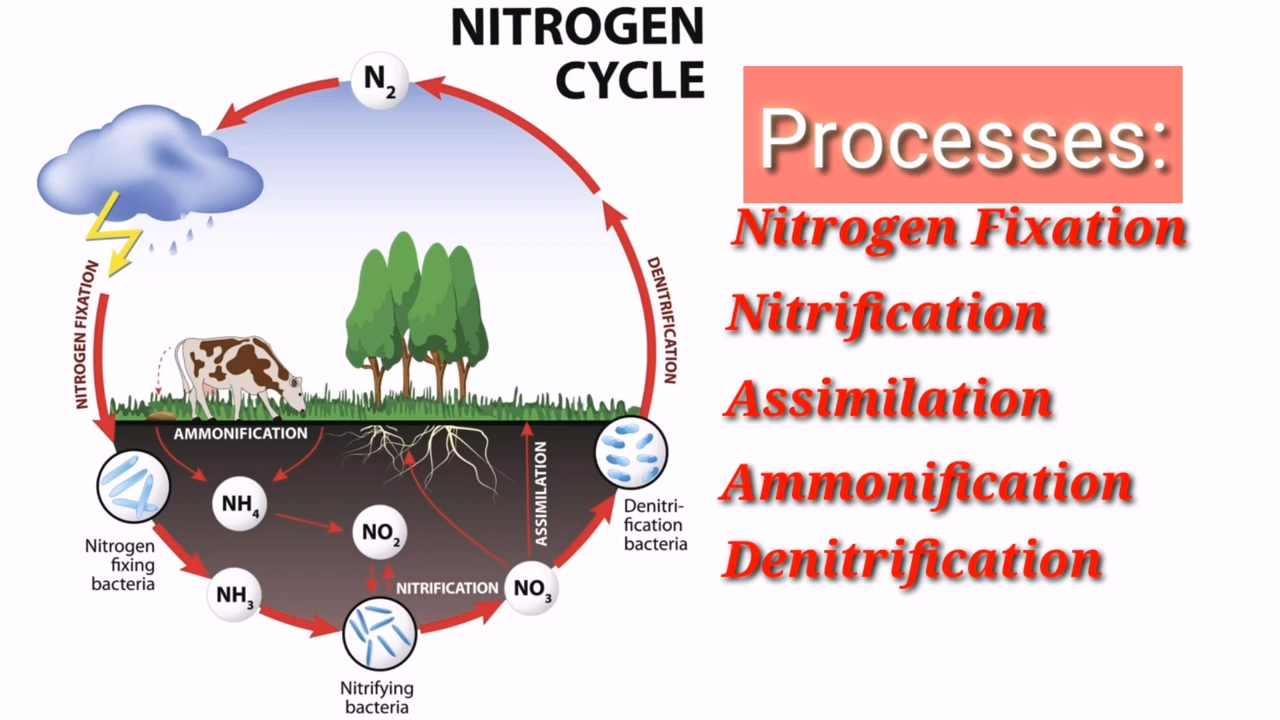 NITROGEN
CYCLE
N₂
Processes:
Nitrogen Fixation
Nitrification
Assimilation
Ammonification
Denitrification
NITROGEN FIXATION
DENITRIFICATION
AMMONIFICATION
NH₄
NO₂
ASSIMILATION
Denitri-
fication
bacteria
Nitrogen
fixing
bacteria
NH₃
NITRIFICATION
NO₃
Nitrifying
bacteria